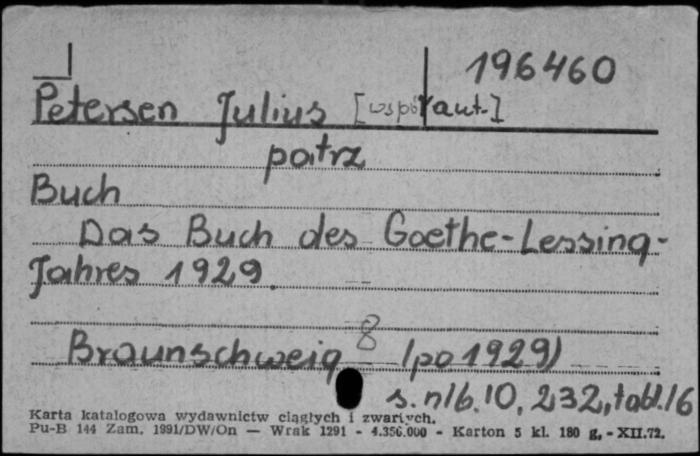 196460
Petersen Julius [współaut.]
patrz
Buch
Das Buch des Goethe-Lessing-
Jahres 1929.
8
Braunschweig (po 1929)
s. nlb. 10, 232, tabl. 16
Karta katalogowa wydawnictw ciągłych i zwartych.
Pu-B 144 Zam. 1991/DW/On — Wrak 1291 - 4.356.000 - Karton 5 kl. 180 g. - XII.72.